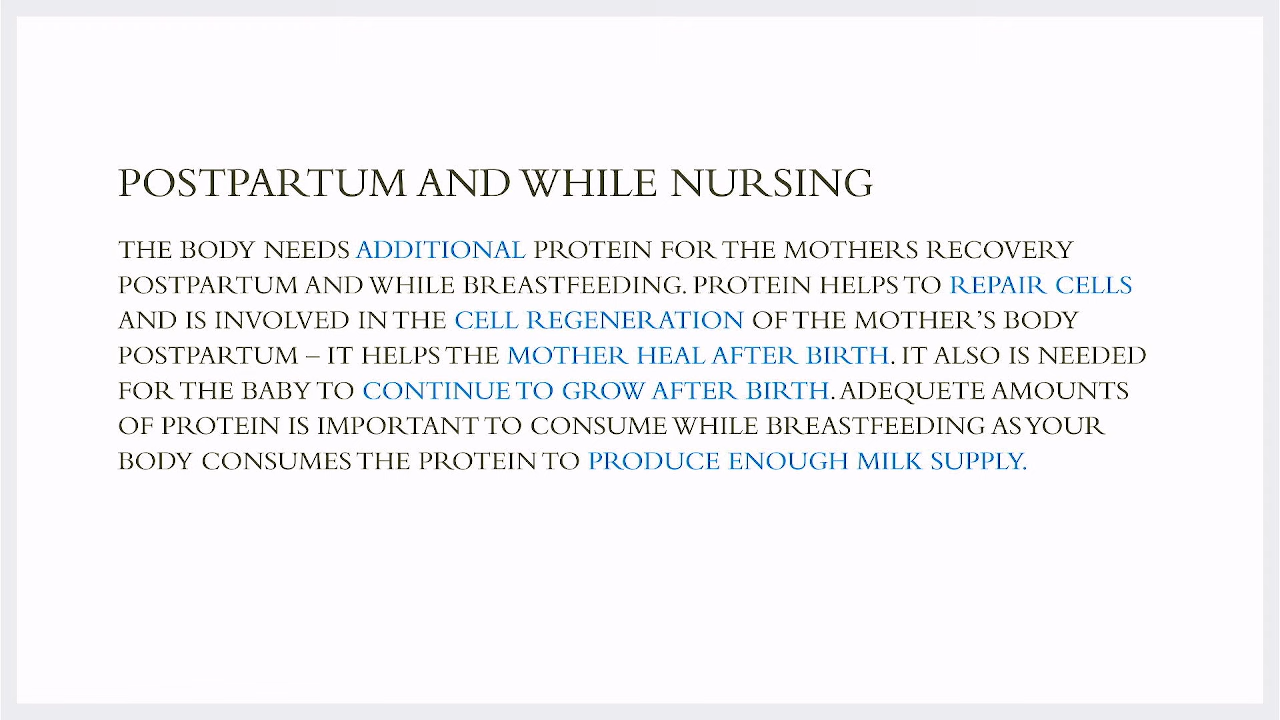 POSTPARTUM AND WHILE NURSING
THE BODY NEEDS ADDITIONAL PROTEIN FOR THE MOTHERS RECOVERY
POSTPARTUM AND WHILE BREASTFEEDING. PROTEIN HELPS TO REPAIR CELLS
AND IS INVOLVED IN THE CELL REGENERATION OF THE MOTHER’S BODY
POSTPARTUM – IT HELPS THE MOTHER HEAL AFTER BIRTH. IT ALSO IS NEEDED
FOR THE BABY TO CONTINUE TO GROW AFTER BIRTH. ADEQUETE AMOUNTS
OF PROTEIN IS IMPORTANT TO CONSUME WHILE BREASTFEEDING AS YOUR
BODY CONSUMES THE PROTEIN TO PRODUCE ENOUGH MILK SUPPLY.